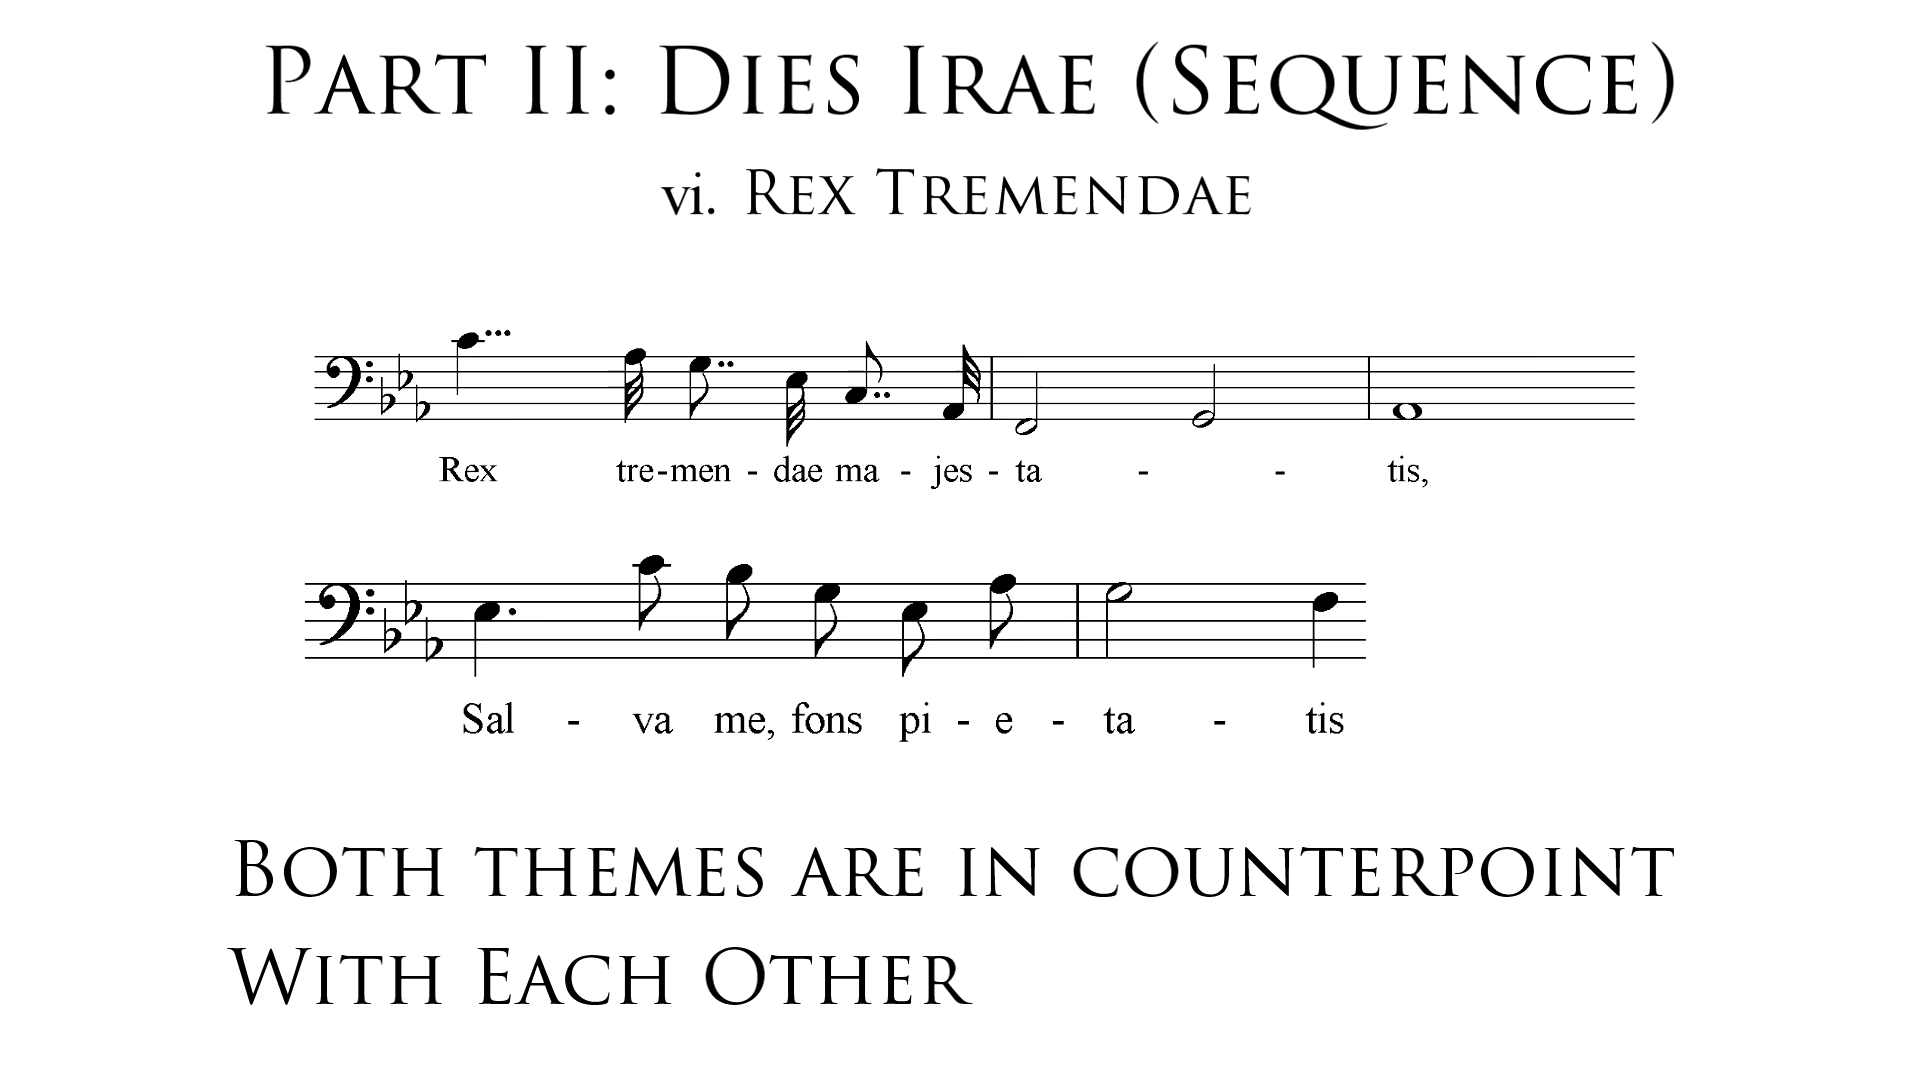 Part II: Dies Irae (Sequence)
vi. Rex Tremendae
Rex tre-men - dae ma - jes - ta - - tis,
Sal - va me, fons pi - e - ta - tis
Both themes are in counterpoint
With Each Other